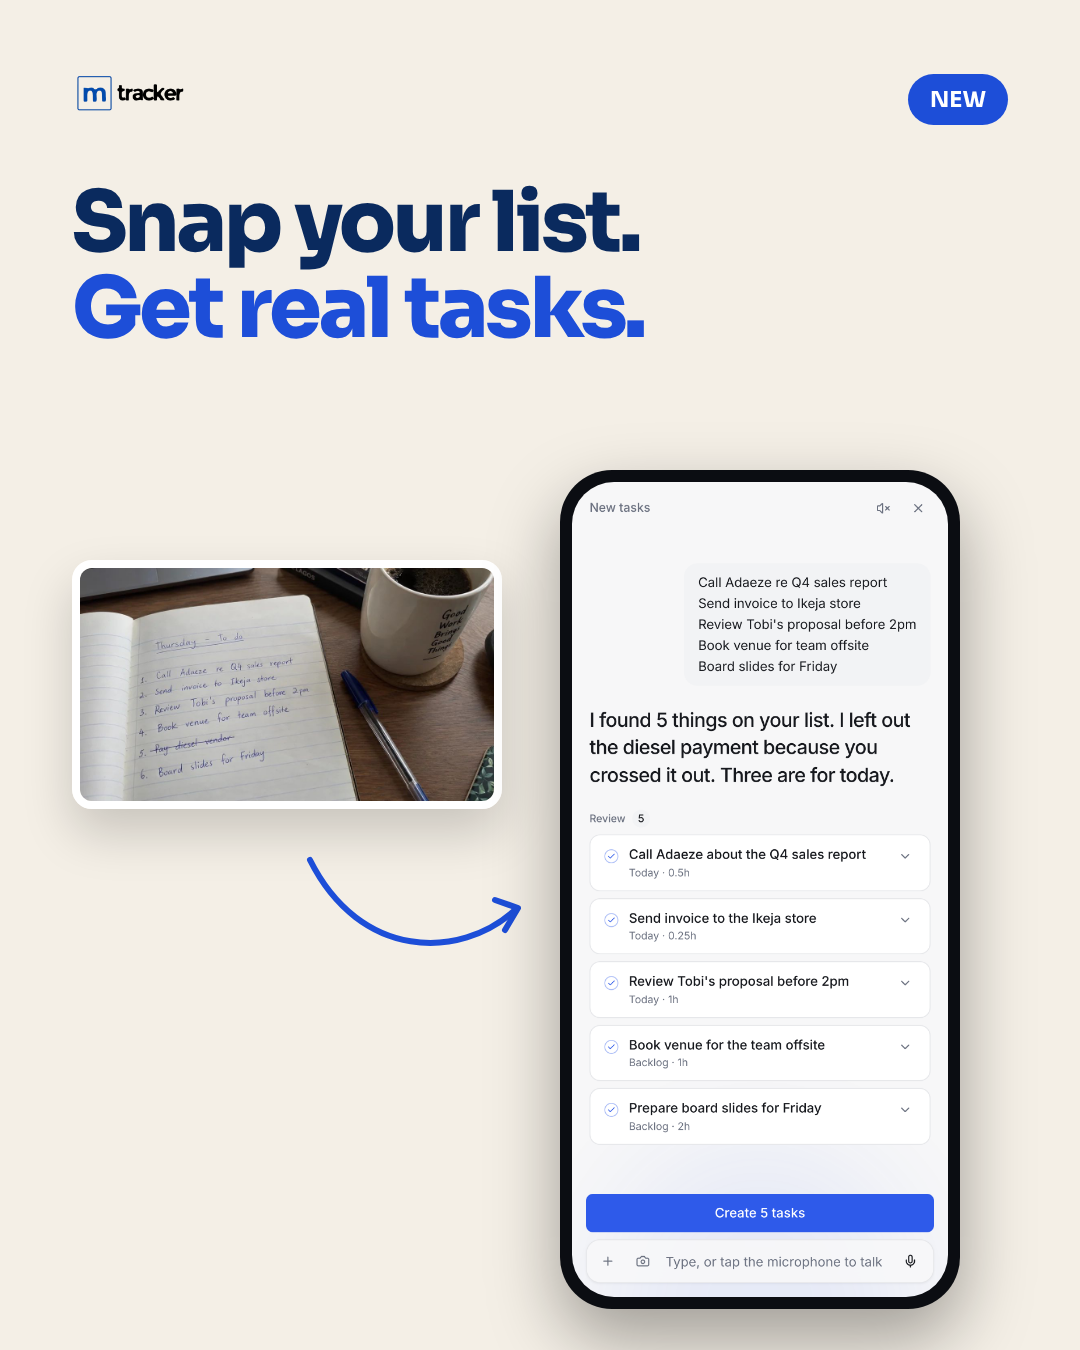 m tracker
NEW
Snap your list.
Get real tasks.
Thursday - To do
1. Call Adaeze re Q4 sales report
2. Send invoice to Ikeja store
3. Review Tobi's proposal before 2pm
4. Book venue for team offsite
5. Pay diesel vendor
6. Board slides for Friday
Good
Work
Brings
Good
Things
New tasks
Call Adaeze re Q4 sales report
Send invoice to Ikeja store
Review Tobi's proposal before 2pm
Book venue for team offsite
Board slides for Friday
I found 5 things on your list. I left out
the diesel payment because you
crossed it out. Three are for today.
Review 5
Call Adaeze about the Q4 sales report
Today · 0.5h
Send invoice to the Ikeja store
Today · 0.25h
Review Tobi's proposal before 2pm
Today · 1h
Book venue for the team offsite
Backlog · 1h
Prepare board slides for Friday
Backlog · 2h
Create 5 tasks
Type, or tap the microphone to talk